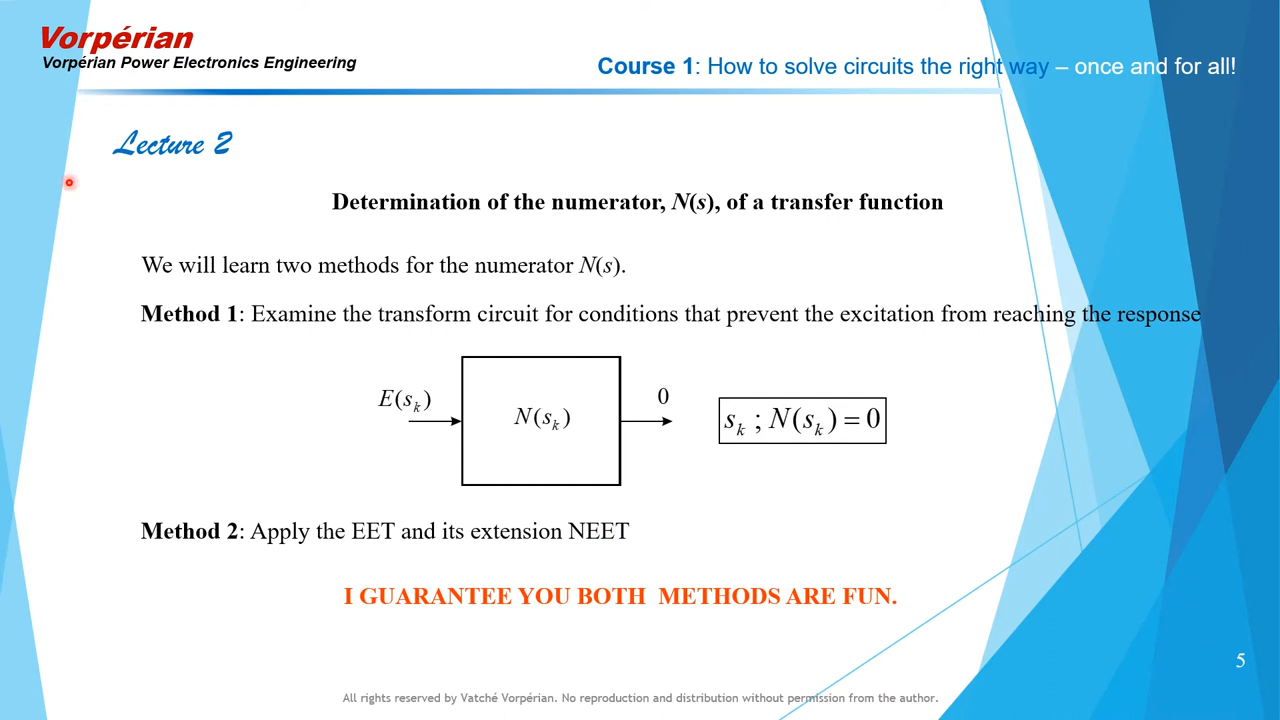 Vorpérian
Vorpérian Power Electronics Engineering
Course 1: How to solve circuits the right way – once and for all!
Lecture 2
Determination of the numerator, N(s), of a transfer function
We will learn two methods for the numerator N(s).
Method 1: Examine the transform circuit for conditions that prevent the excitation from reaching the response
E(sₖ)
N(sₖ)
0
sₖ ; N(sₖ) = 0
Method 2: Apply the EET and its extension NEET
I GUARANTEE YOU BOTH METHODS ARE FUN.
5
All rights reserved by Vatché Vorpérian. No reproduction and distribution without permission from the author.